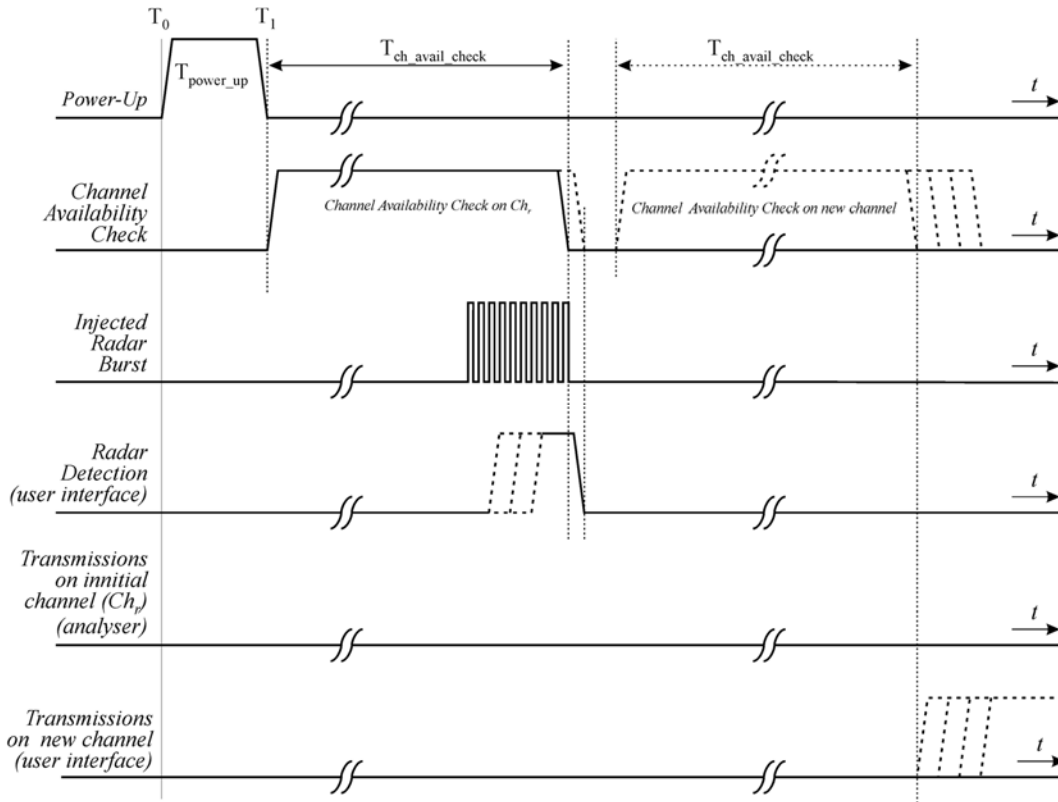 T0 T1
Tch_avail_check Tch_avail_check
Tpower_up
Power-Up
t
Channel
Availability
Check
Channel Availability Check on Chr
Channel Availability Check on new channel
t
Injected
Radar
Burst
t
Radar
Detection
(user interface)
t
Transmissions
on innitial
channel (Chr)
(analyser)
t
Transmissions
on new channel
(user interface)
t